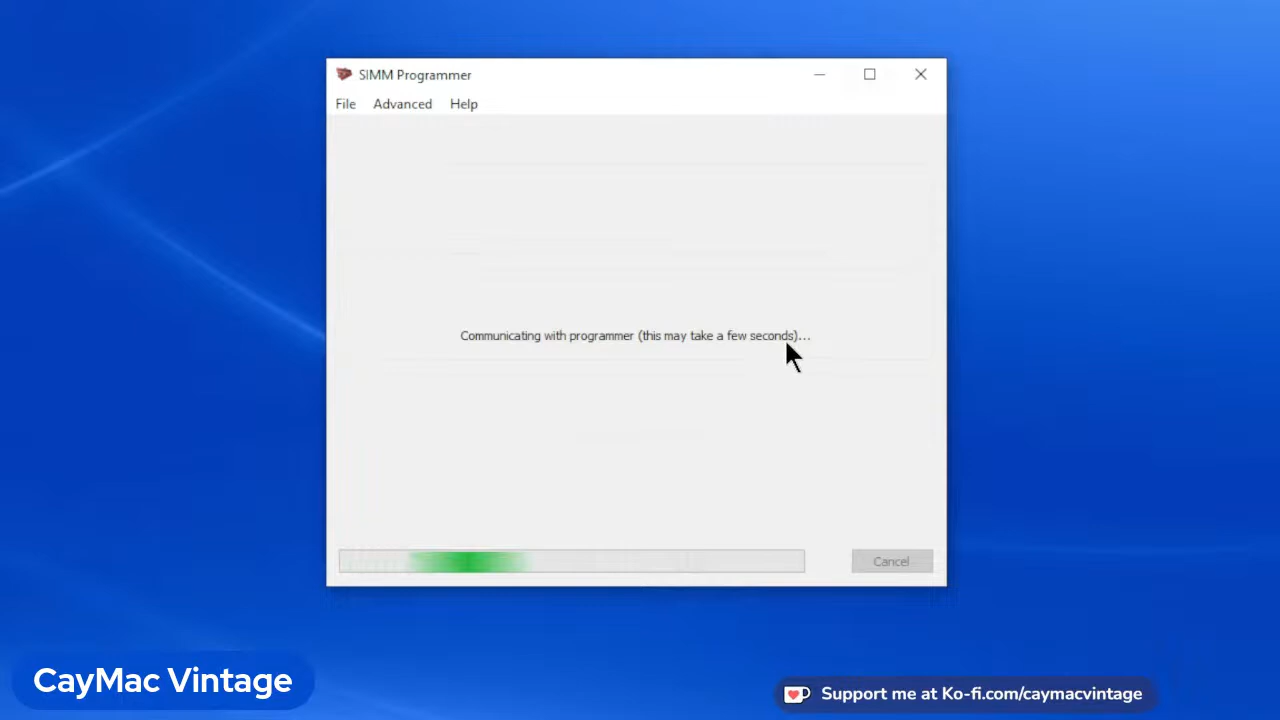 SIMM Programmer
File Advanced Help
Communicating with programmer (this may take a few seconds)...
Cancel
CayMac Vintage
Support me at Ko-fi.com/caymacvintage